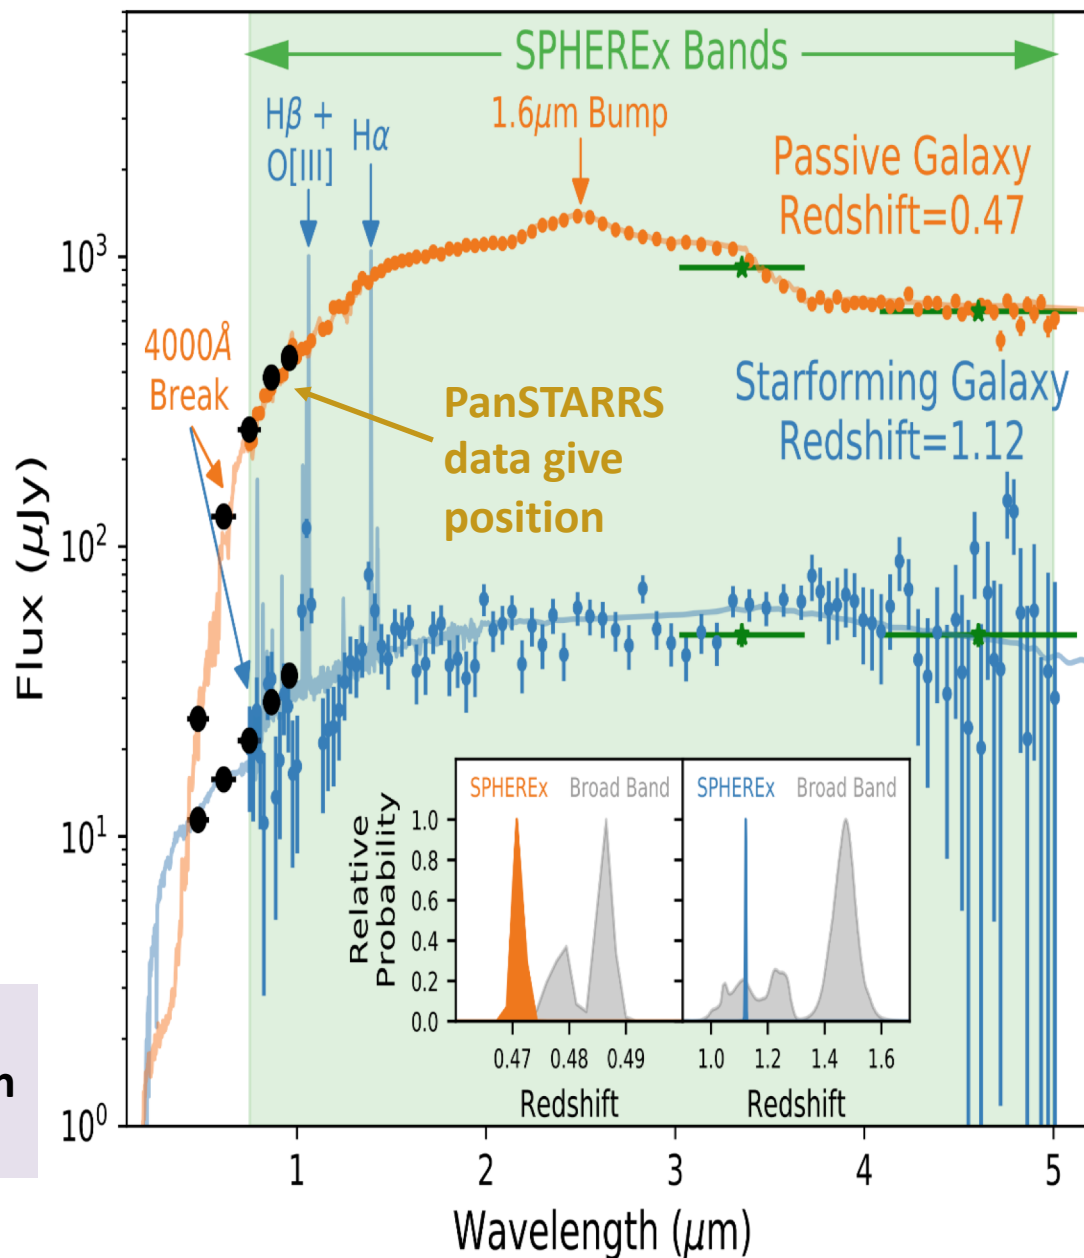 SPHEREx Bands
Hβ +
O[III]
Hα
1.6μm Bump
Passive Galaxy
Redshift=0.47
4000Å
Break
PanSTARRS
data give
position
Starforming Galaxy
Redshift=1.12
Flux (μJy)
10³
10²
10¹
10⁰
SPHEREx
Broad Band
SPHEREx
Broad Band
Relative
Probability
1.0
0.8
0.6
0.4
0.2
0.0
0.47
0.48
0.49
1.0
1.2
1.4
1.6
Redshift
Redshift
1
2
3
4
5
Wavelength (μm)